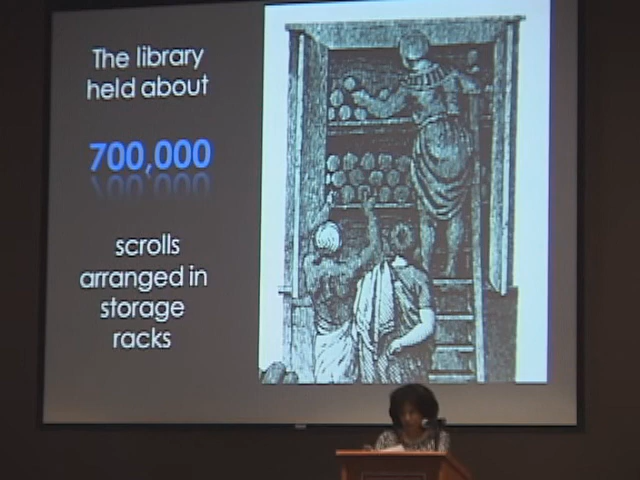 The library
held about
700,000
scrolls
arranged in
storage
racks